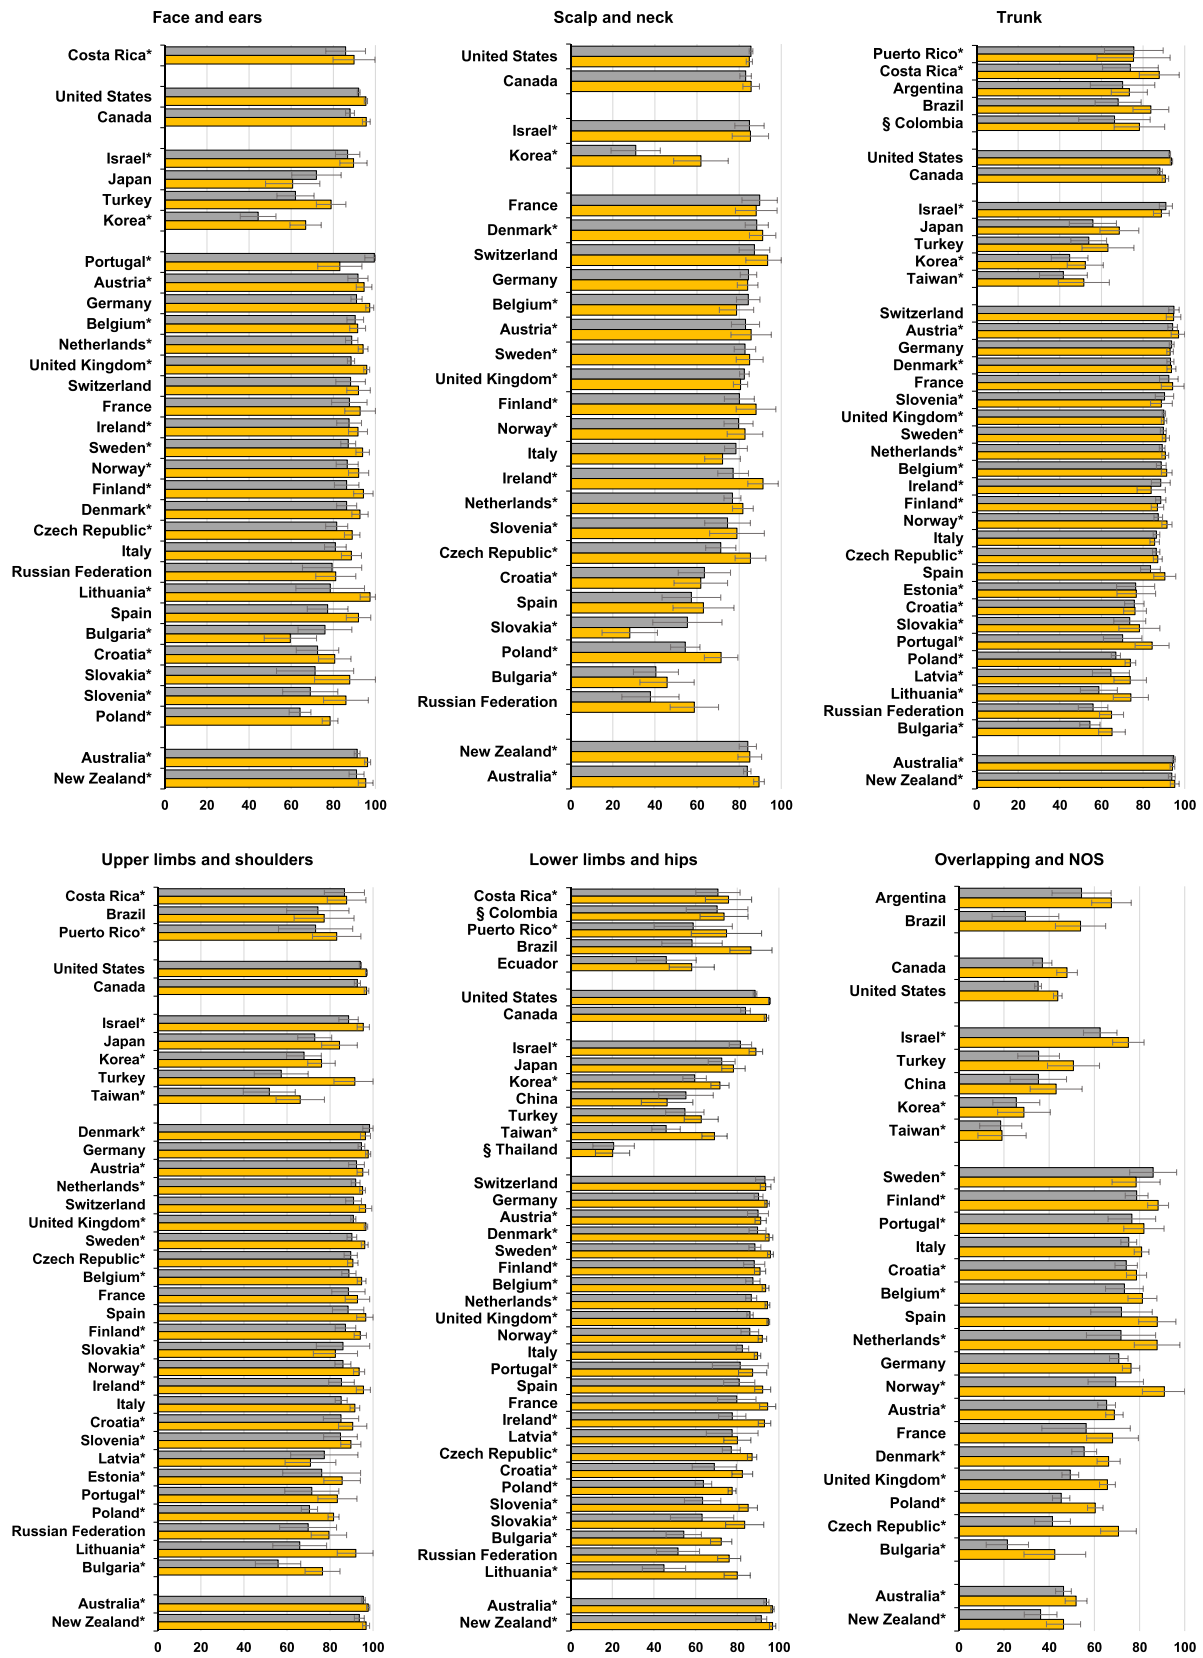 Face and ears
Costa Rica*
United States
Canada
Israel*
Japan
Turkey
Korea*
Portugal*
Austria*
Germany
Belgium*
Netherlands*
United Kingdom*
Switzerland
France
Ireland*
Sweden*
Norway*
Finland*
Denmark*
Czech Republic*
Italy
Russian Federation
Lithuania*
Spain
Bulgaria*
Croatia*
Slovakia*
Slovenia*
Poland*
Australia*
New Zealand*
0 20 40 60 80 100
Scalp and neck
United States
Canada
Israel*
Korea*
France
Denmark*
Switzerland
Germany
Belgium*
Austria*
Sweden*
United Kingdom*
Finland*
Norway*
Italy
Ireland*
Netherlands*
Slovenia*
Czech Republic*
Croatia*
Spain
Slovakia*
Poland*
Bulgaria*
Russian Federation
New Zealand*
Australia*
0 20 40 60 80 100
Trunk
Puerto Rico*
Costa Rica*
Argentina
Brazil
§ Colombia
United States
Canada
Israel*
Japan
Turkey
Korea*
Taiwan*
Switzerland
Austria*
Germany
Denmark*
France
Slovenia*
United Kingdom*
Sweden*
Netherlands*
Belgium*
Ireland*
Finland*
Norway*
Italy
Czech Republic*
Spain
Estonia*
Croatia*
Slovakia*
Portugal*
Poland*
Latvia*
Lithuania*
Russian Federation
Bulgaria*
Australia*
New Zealand*
0 20 40 60 80 100
Upper limbs and shoulders
Costa Rica*
Brazil
Puerto Rico*
United States
Canada
Israel*
Japan
Korea*
Turkey
Taiwan*
Denmark*
Germany
Austria*
Netherlands*
Switzerland
United Kingdom*
Sweden*
Czech Republic*
Belgium*
France
Spain
Finland*
Slovakia*
Norway*
Ireland*
Italy
Croatia*
Slovenia*
Latvia*
Estonia*
Portugal*
Poland*
Russian Federation
Lithuania*
Bulgaria*
Australia*
New Zealand*
0 20 40 60 80 100
Lower limbs and hips
Costa Rica*
§ Colombia
Puerto Rico*
Brazil
Ecuador
United States
Canada
Israel*
Japan
Korea*
China
Turkey
Taiwan*
§ Thailand
Switzerland
Germany
Austria*
Denmark*
Sweden*
Finland*
Belgium*
Netherlands*
United Kingdom*
Norway*
Italy
Portugal*
Spain
France
Ireland*
Latvia*
Czech Republic*
Croatia*
Poland*
Slovenia*
Slovakia*
Bulgaria*
Russian Federation
Lithuania*
Australia*
New Zealand*
0 20 40 60 80 100
Overlapping and NOS
Argentina
Brazil
Canada
United States
Israel*
Turkey
China
Korea*
Taiwan*
Sweden*
Finland*
Portugal*
Italy
Croatia*
Belgium*
Spain
Netherlands*
Germany
Norway*
Austria*
France
Denmark*
United Kingdom*
Poland*
Czech Republic*
Bulgaria*
Australia*
New Zealand*
0 20 40 60 80 100